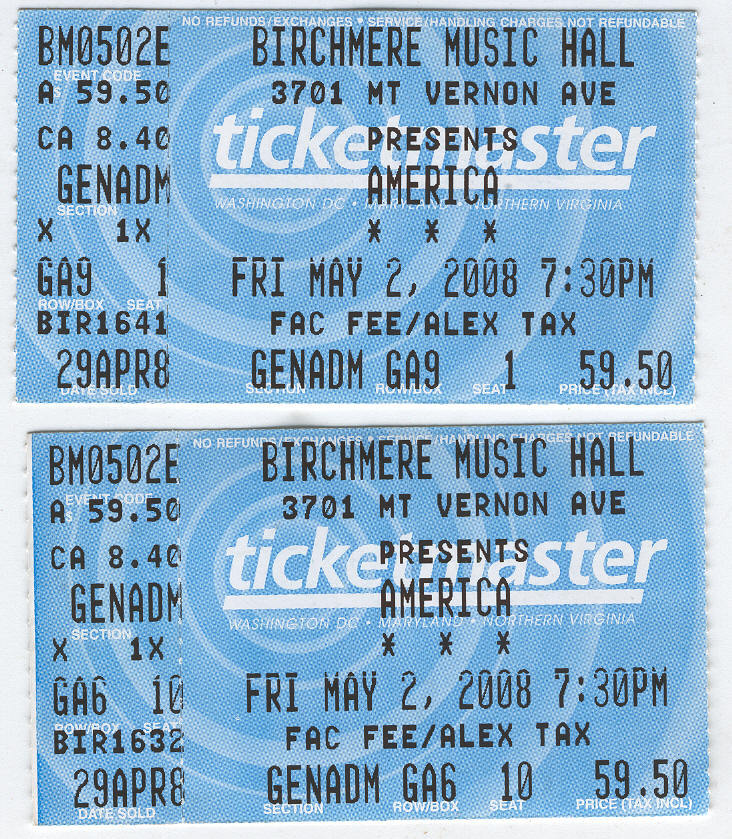 NO REFUNDS/EXCHANGES • SERVICE/HANDLING CHARGES NOT REFUNDABLE
BM0502E BIRCHMERE MUSIC HALL
EVENT CODE
A 59.50 3701 MT VERNON AVE
$
CA 8.40 PRESENTS
ticketmaster
GENADM AMERICA
SECTION WASHINGTON DC • MARYLAND • NORTHERN VIRGINIA
X 1X * * *
GA9 1 FRI MAY 2, 2008 7:30PM
ROW/BOX SEAT
BIR1641 FAC FEE/ALEX TAX
29APR8 GENADM GA9 1 59.50
DATE SOLD SECTION ROW/BOX SEAT PRICE (TAX INCL)
NO REFUNDS/EXCHANGES • SERVICE/HANDLING CHARGES NOT REFUNDABLE
BM0502E BIRCHMERE MUSIC HALL
EVENT CODE
A 59.50 3701 MT VERNON AVE
$
CA 8.40 PRESENTS
ticketmaster
GENADM AMERICA
SECTION WASHINGTON DC • MARYLAND • NORTHERN VIRGINIA
X 1X * * *
GA6 10 FRI MAY 2, 2008 7:30PM
ROW/BOX SEAT
BIR1632 FAC FEE/ALEX TAX
29APR8 GENADM GA6 10 59.50
DATE SOLD SECTION ROW/BOX SEAT PRICE (TAX INCL)